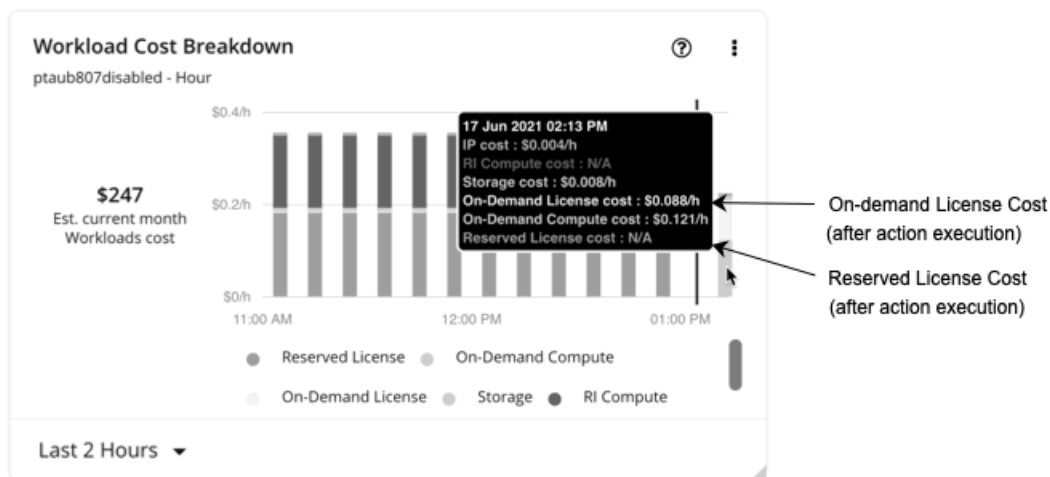 Workload Cost Breakdown
ptaub807disabled - Hour
$0.4/h
17 Jun 2021 02:13 PM
IP cost : $0.004/h
RI Compute cost : N/A
Storage cost : $0.008/h
On-Demand License cost : $0.088/h
On-Demand Compute cost : $0.121/h
Reserved License cost : N/A
$247
Est. current month
Workloads cost
$0.2/h
$0/h
11:00 AM
12:00 PM
01:00 PM
On-demand License Cost
(after action execution)
Reserved License Cost
(after action execution)
Reserved License
On-Demand Compute
On-Demand License
Storage
RI Compute
Last 2 Hours